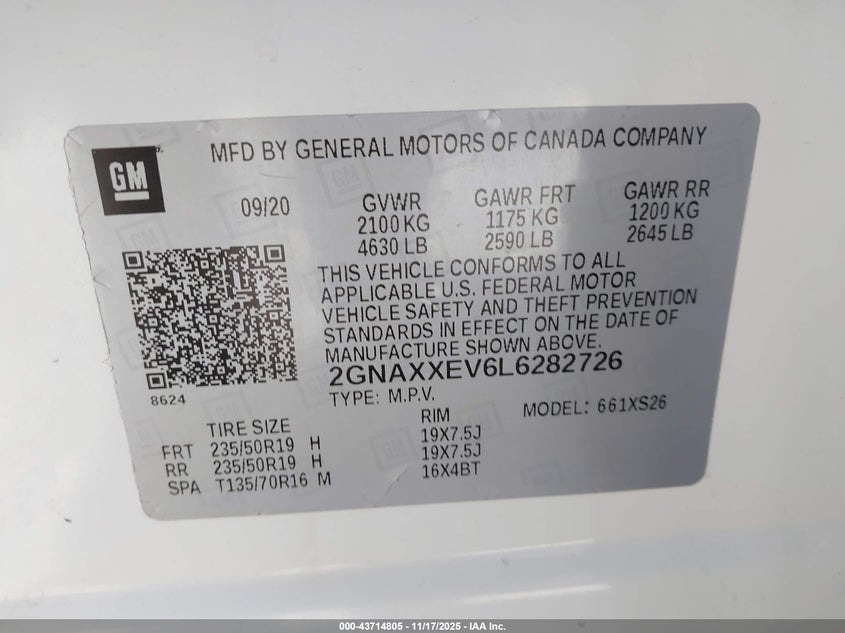 GM
MFD BY GENERAL MOTORS OF CANADA COMPANY
09/20
GVWR
2100 KG
4630 LB
GAWR FRT
1175 KG
2590 LB
GAWR RR
1200 KG
2645 LB
THIS VEHICLE CONFORMS TO ALL
APPLICABLE U.S. FEDERAL MOTOR
VEHICLE SAFETY AND THEFT PREVENTION
STANDARDS IN EFFECT ON THE DATE OF
MANUFACTURE SHOWN ABOVE.
2GNAXXEV6L6282726
8624
TYPE: M.P.V.
MODEL: 661XS26
TIRE SIZE RIM
FRT 235/50R19 H 19X7.5J
RR 235/50R19 H 19X7.5J
SPA T135/70R16 M 16X4BT
000-43714805 - 11/17/2025 - IAA Inc.